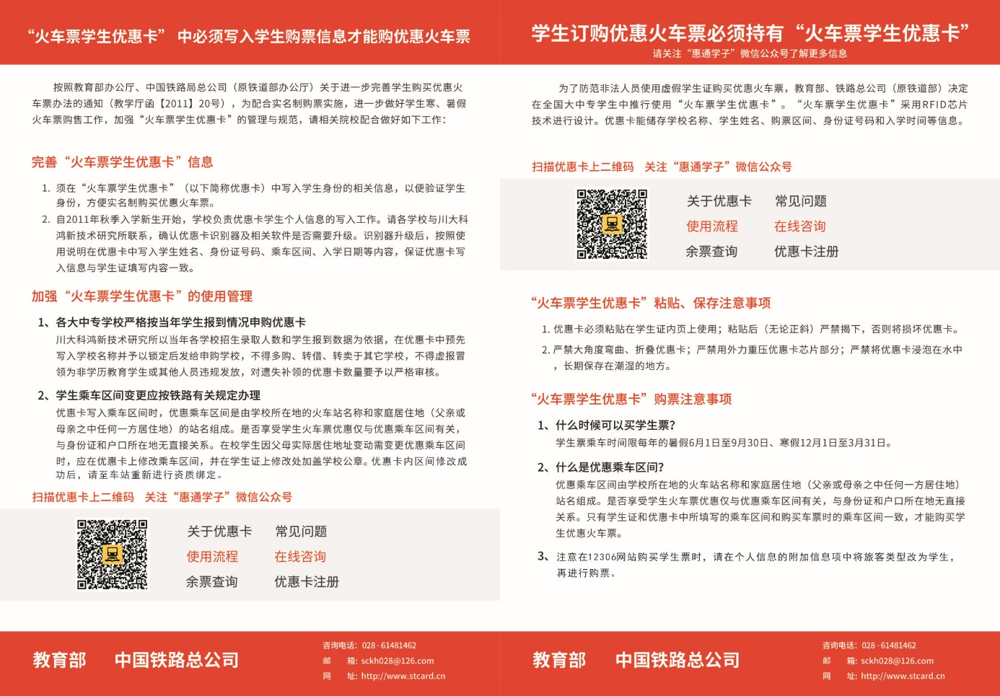 “火车票学生优惠卡” 中必须写入学生购票信息才能购优惠火车票
按照教育部办公厅、中国铁路局总公司（原铁道部办公厅）关于进一步完善学生购买优惠火
车票办法的通知（教学厅函【2011】20号），为配合实名制购票实施，进一步做好学生寒、暑假
火车票购售工作，加强“火车票学生优惠卡”的管理与规范，请相关院校配合做好如下工作：
完善“火车票学生优惠卡”信息
1. 须在“火车票学生优惠卡”（以下简称优惠卡）中写入学生身份的相关信息，以便验证学生
身份，方便实名制购买优惠火车票。
2. 自2011年秋季入学新生开始，学校负责优惠卡学生个人信息的写入工作。请各学校与川大科
鸿新技术研究所联系，确认优惠卡识别器及相关软件是否需要升级。识别器升级后，按照使
用说明在优惠卡中写入学生姓名、身份证号码、乘车区间、入学日期等内容，保证优惠卡写
入信息与学生证填写内容一致。
加强“火车票学生优惠卡”的使用管理
1、各大中专学校严格按当年学生报到情况申购优惠卡
川大科鸿新技术研究所以当年各学校招生录取人数和学生报到数据为依据，在优惠卡中预先
写入学校名称并予以锁定后发给申购学校，不得多购、转借、转卖于其它学校，不得虚报冒
领为非学历教育学生或其他人员违规发放，对遗失补领的优惠卡数量要予以严格审核。
2、学生乘车区间变更应按铁路有关规定办理
优惠卡写入乘车区间时，优惠乘车区间是由学校所在地的火车站名称和家庭居住地（父亲或
母亲之中任何一方居住地）的站名组成。是否享受学生火车票优惠仅与优惠乘车区间有关，
与身份证和户口所在地无直接关系。在校学生因父母实际居住地址变动需变更优惠乘车区间
时，应在优惠卡上修改乘车区间，并在学生证上修改处加盖学校公章。优惠卡内区间修改成
功后，请至车站重新进行资质绑定。
扫描优惠卡上二维码 关注“惠通学子”微信公众号
关于优惠卡 常见问题
使用流程 在线咨询
余票查询 优惠卡注册
教育部 中国铁路总公司
咨询电话：028-61481462
邮 箱：sckh028@126.com
网 址：http://www.stcard.cn
学生订购优惠火车票必须持有“火车票学生优惠卡”
请关注“惠通学子”微信公众号了解更多信息
为了防范非法人员使用虚假学生证购买优惠火车票，教育部、铁路总公司（原铁道部）决定
在全国大中专学生中推行使用“火车票学生优惠卡”。“火车票学生优惠卡”采用RFID芯片
技术进行设计。优惠卡能储存学校名称、学生姓名、购票区间、身份证号码和入学时间等信息。
扫描优惠卡上二维码 关注“惠通学子”微信公众号
关于优惠卡 常见问题
使用流程 在线咨询
余票查询 优惠卡注册
“火车票学生优惠卡”粘贴、保存注意事项
1. 优惠卡必须粘贴在学生证内页上使用；粘贴后（无论正斜）严禁揭下，否则将损坏优惠卡。
2. 严禁大角度弯曲、折叠优惠卡；严禁用外力重压优惠卡芯片部分；严禁将优惠卡浸泡在水中
，长期保存在潮湿的地方。
“火车票学生优惠卡”购票注意事项
1、什么时候可以买学生票？
学生票乘车时间限每年的暑假6月1日至9月30日、寒假12月1日至3月31日。
2、什么是优惠乘车区间？
优惠乘车区间由学校所在地的火车站名称和家庭居住地（父亲或母亲之中任何一方居住地）
站名组成。是否享受学生火车票优惠仅与优惠乘车区间有关，与身份证和户口所在地无直接
关系。只有学生证和优惠卡中所填写的乘车区间和购买车票时的乘车区间一致，才能购买学
生优惠火车票。
3、注意在12306网站购买学生票时，请在个人信息的附加信息项中将旅客类型改为学生，
再进行购票。
教育部 中国铁路总公司
咨询电话：028-61481462
邮 箱：sckh028@126.com
网 址：http://www.stcard.cn